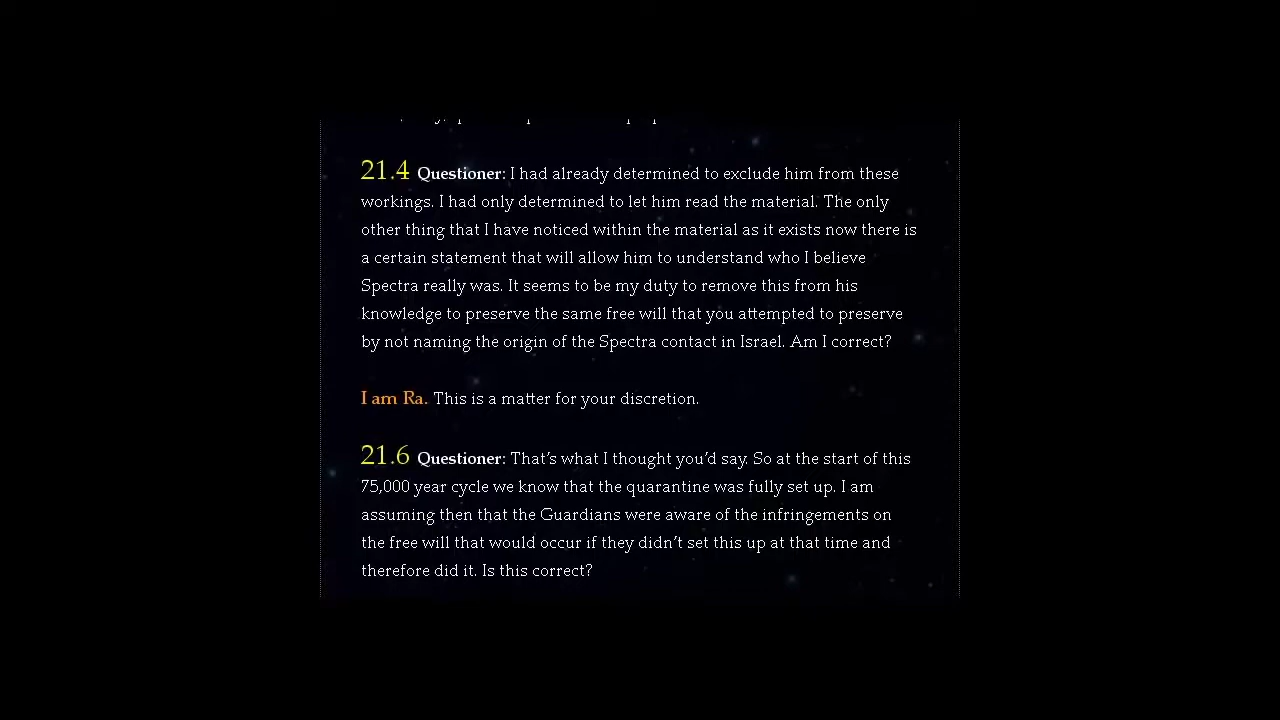 21.4 Questioner: I had already determined to exclude him from these
workings. I had only determined to let him read the material. The only
other thing that I have noticed within the material as it exists now there is
a certain statement that will allow him to understand who I believe
Spectra really was. It seems to be my duty to remove this from his
knowledge to preserve the same free will that you attempted to preserve
by not naming the origin of the Spectra contact in Israel. Am I correct?
I am Ra. This is a matter for your discretion.
21.6 Questioner: That's what I thought you'd say. So at the start of this
75,000 year cycle we know that the quarantine was fully set up. I am
assuming then that the Guardians were aware of the infringements on
the free will that would occur if they didn't set this up at that time and
therefore did it. Is this correct?